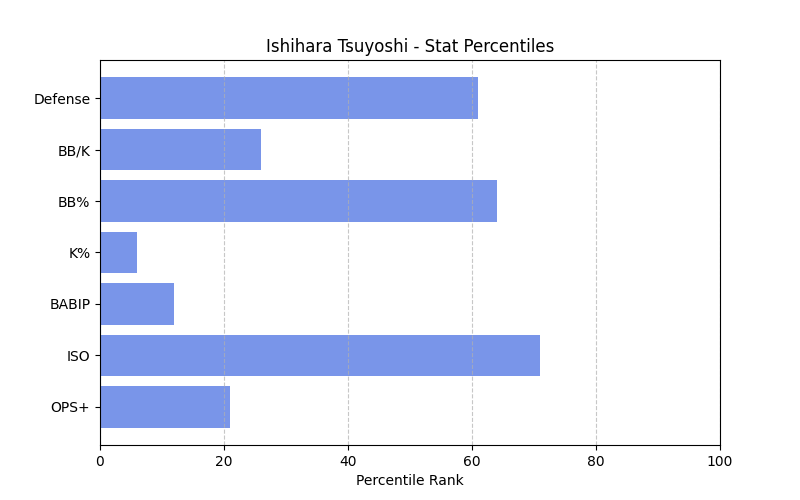 Ishihara Tsuyoshi - Stat Percentiles
Defense
BB/K
BB%
K%
BABIP
ISO
OPS+
0 20 40 60 80 100
Percentile Rank